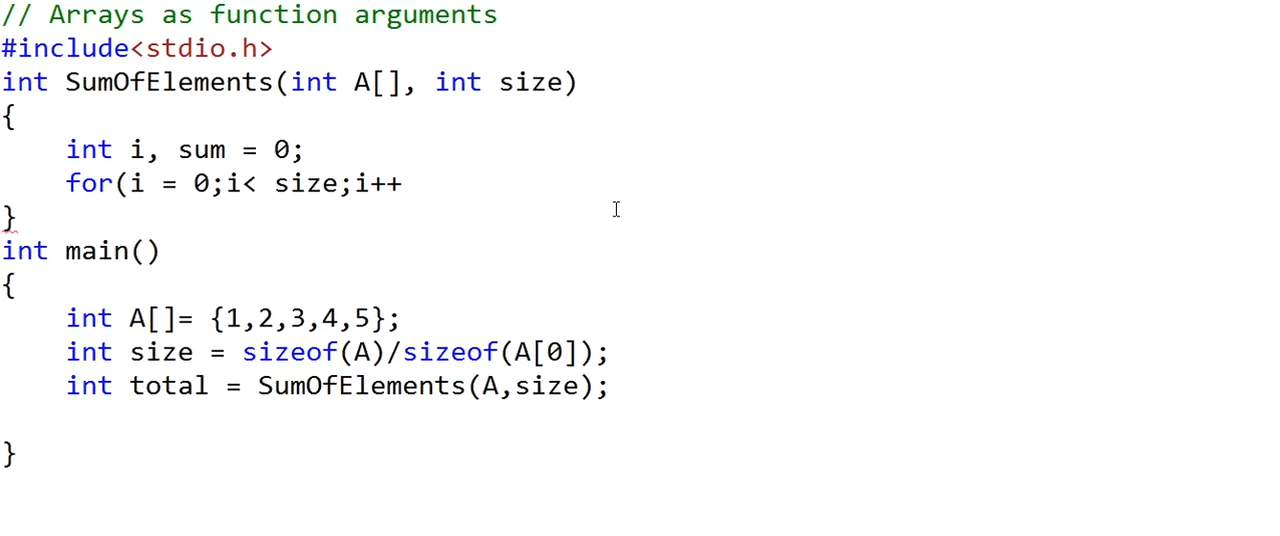 // Arrays as function arguments
#include<stdio.h>
int SumOfElements(int A[], int size)
{
    int i, sum = 0;
    for(i = 0;i< size;i++
}
int main()
{
    int A[]= {1,2,3,4,5};
    int size = sizeof(A)/sizeof(A[0]);
    int total = SumOfElements(A,size);
}